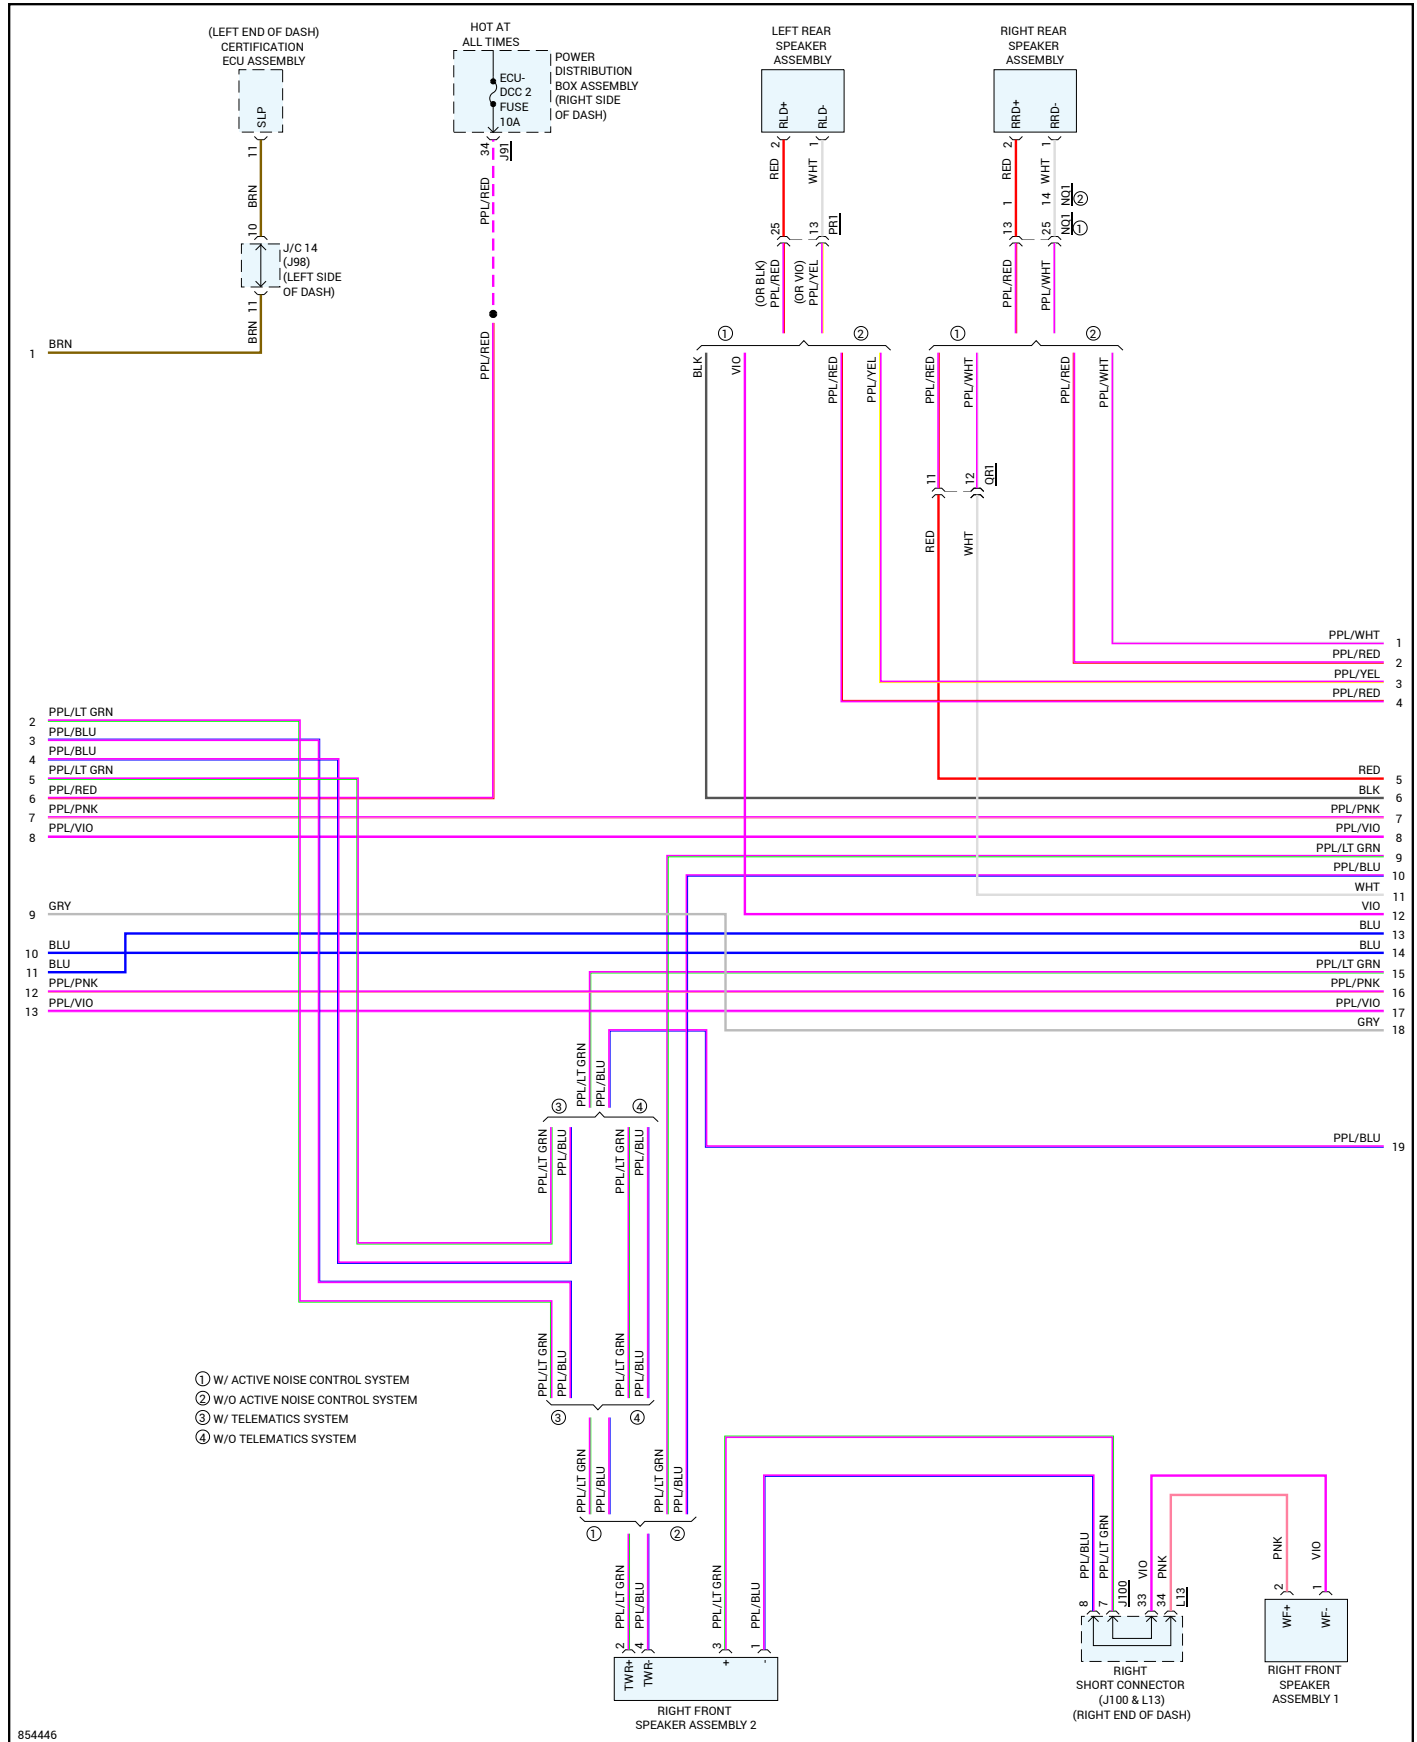 (LEFT END OF DASH)
CERTIFICATION
ECU ASSEMBLY
SLP
11
BRN
10
J/C 14
(J98)
(LEFT SIDE
OF DASH)
11
BRN
1 BRN
HOT AT
ALL TIMES
ECU-
DCC 2
FUSE
10A
POWER
DISTRIBUTION
BOX ASSEMBLY
(RIGHT SIDE
OF DASH)
34
J91
PPL/RED
PPL/RED
LEFT REAR
SPEAKER
ASSEMBLY
RLD+
RLD-
2
1
RED
WHT
25
13
PR1
(OR BLK)
PPL/RED
(OR VIO)
PPL/YEL
1
2
BLK
VIO
PPL/RED
PPL/YEL
RIGHT REAR
SPEAKER
ASSEMBLY
RRD+
RRD-
2
1
RED
WHT
1
14
NQ1
2
13
25
NQ1
1
PPL/RED
PPL/WHT
1
2
PPL/RED
PPL/WHT
PPL/RED
PPL/WHT
11
12
QR1
RED
WHT
PPL/WHT 1
PPL/RED 2
PPL/YEL 3
PPL/RED 4
RED 5
BLK 6
PPL/PNK 7
PPL/VIO 8
PPL/LT GRN 9
PPL/BLU 10
WHT 11
VIO 12
BLU 13
BLU 14
PPL/LT GRN 15
PPL/PNK 16
PPL/VIO 17
GRY 18
PPL/BLU 19
2 PPL/LT GRN
3 PPL/BLU
4 PPL/BLU
5 PPL/LT GRN
6 PPL/RED
7 PPL/PNK
8 PPL/VIO
9 GRY
10 BLU
11 BLU
12 PPL/PNK
13 PPL/VIO
PPL/LT GRN
PPL/BLU
3
4
PPL/LT GRN
PPL/BLU
PPL/LT GRN
PPL/BLU
PPL/LT GRN
PPL/BLU
PPL/LT GRN
PPL/BLU
3
4
1 W/ ACTIVE NOISE CONTROL SYSTEM
2 W/O ACTIVE NOISE CONTROL SYSTEM
3 W/ TELEMATICS SYSTEM
4 W/O TELEMATICS SYSTEM
PPL/LT GRN
PPL/BLU
PPL/LT GRN
PPL/BLU
1
2
PPL/LT GRN
PPL/BLU
PPL/LT GRN
PPL/BLU
2
4
3
1
TWR+
TWR-
+
-
RIGHT FRONT
SPEAKER ASSEMBLY 2
PPL/BLU
PPL/LT GRN
VIO
PNK
8
7
J100
33
34
L13
RIGHT
SHORT CONNECTOR
(J100 & L13)
(RIGHT END OF DASH)
PNK
VIO
2
1
WF+
WF-
RIGHT FRONT
SPEAKER
ASSEMBLY 1
854446